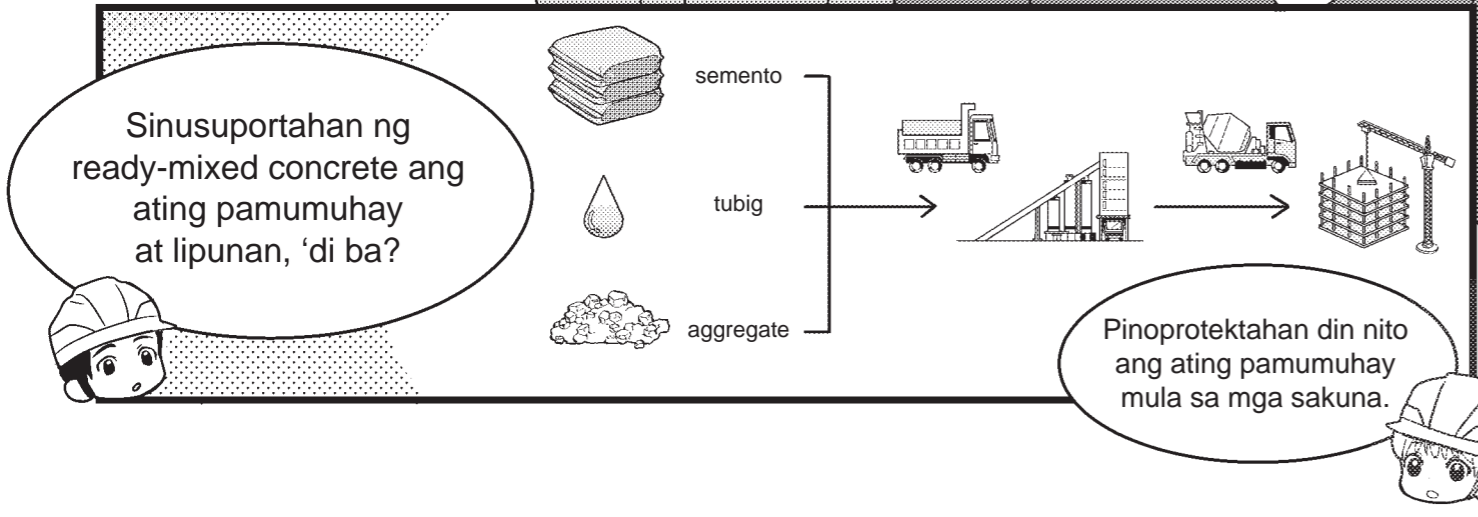 Sinusuportahan ng
ready-mixed concrete ang
ating pamumuhay
at lipunan, ‘di ba?
semento
tubig
aggregate
Pinoprotektahan din nito
ang ating pamumuhay
mula sa mga sakuna.